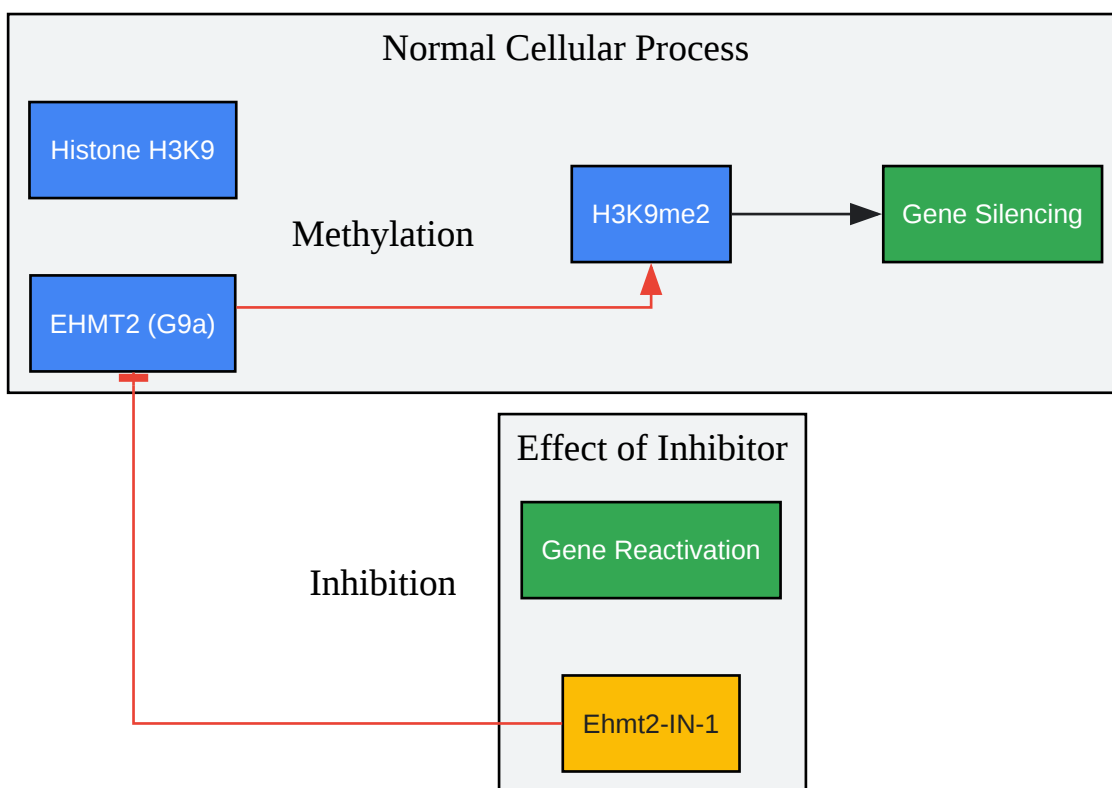 Normal Cellular Process
Histone H3K9
Methylation
H3K9me2
Gene Silencing
EHMT2 (G9a)
Effect of Inhibitor
Gene Reactivation
Inhibition
Ehmt2-IN-1